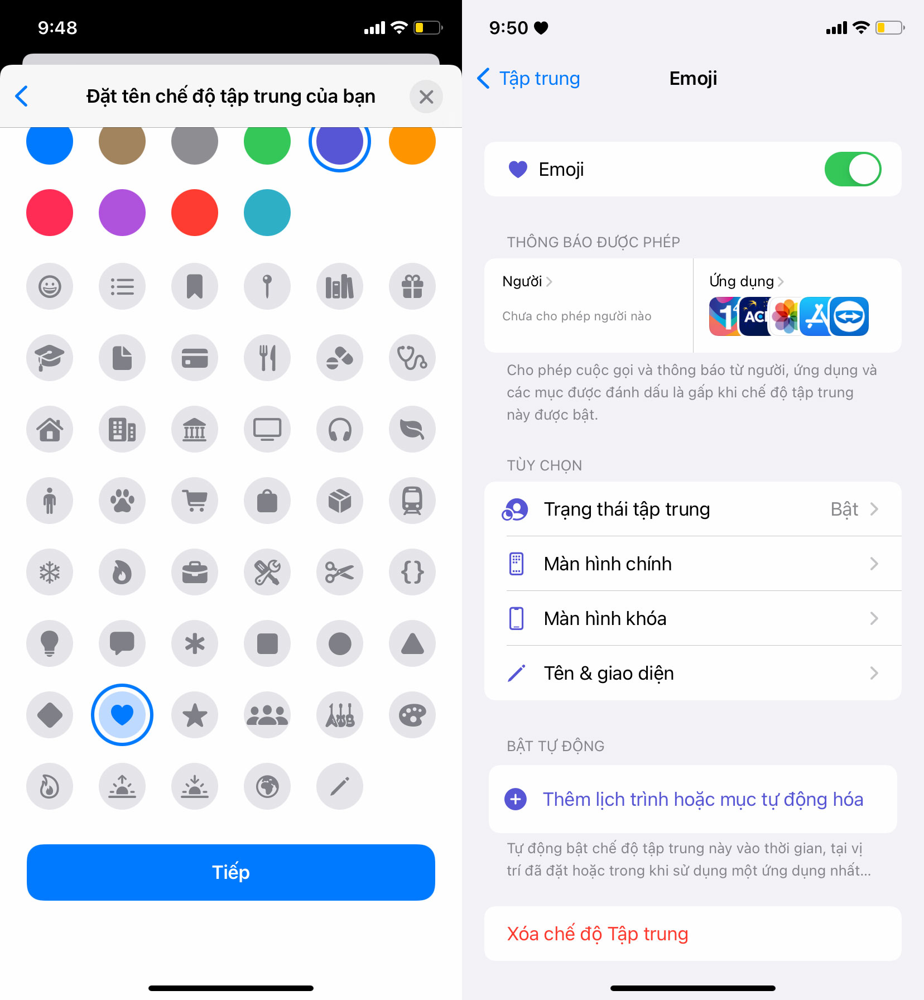 9:48
Đặt tên chế độ tập trung của bạn
Tiếp
9:50
Tập trung
Emoji
Emoji
THÔNG BÁO ĐƯỢC PHÉP
Người
Chưa cho phép người nào
Ứng dụng
1
4
Cho phép cuộc gọi và thông báo từ người, ứng dụng và
các mục được đánh dấu là gấp khi chế độ tập trung
này được bật.
TÙY CHỌN
Trạng thái tập trung
Bật
Màn hình chính
Màn hình khóa
Tên & giao diện
BẬT TỰ ĐỘNG
Thêm lịch trình hoặc mục tự động hóa
Tự động bật chế độ tập trung này vào thời gian, tại vị
trí đã đặt hoặc trong khi sử dụng một ứng dụng nhất...
Xóa chế độ Tập trung